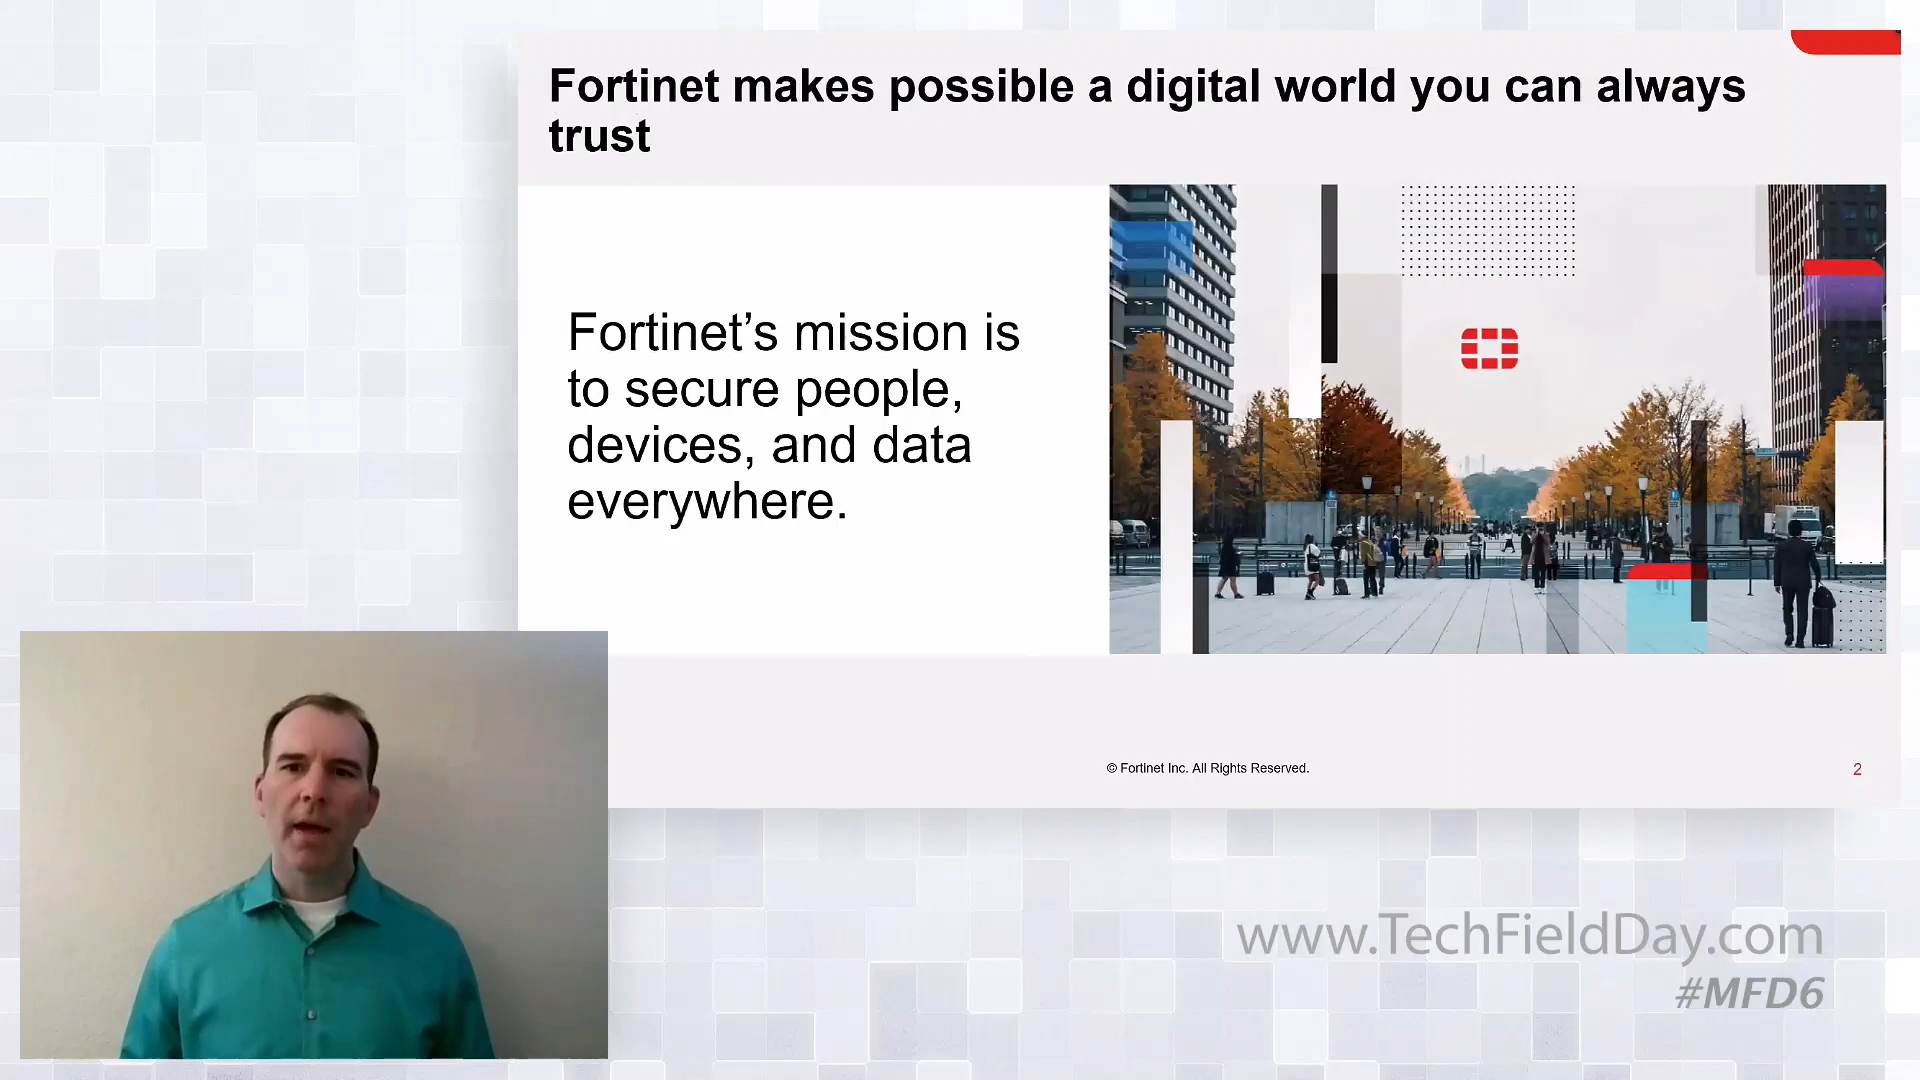 Fortinet makes possible a digital world you can always
trust
Fortinet’s mission is
to secure people,
devices, and data
everywhere.
© Fortinet Inc. All Rights Reserved.
2
www.TechFieldDay.com
#MFD6